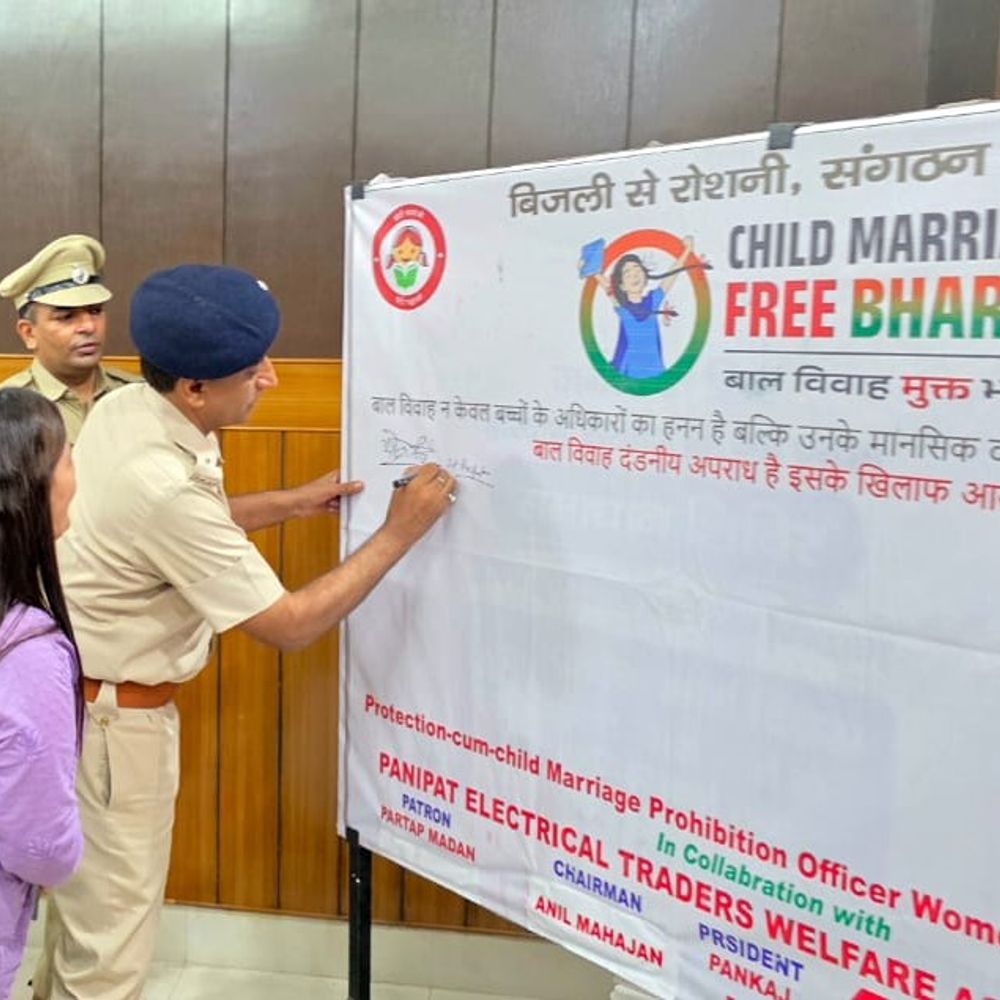 बिजली से रोशनी, संगठन
CHILD MARRI
FREE BHAR
बाल विवाह मुक्त भ
बाल विवाह न केवल बच्चों के अधिकारों का हनन है बल्कि उनके मानसिक व
बाल विवाह दंडनीय अपराध है इसके खिलाफ आ
Protection-cum-child Marriage Prohibition Officer Wom
In Collabration with
PANIPAT ELECTRICAL TRADERS WELFARE A
PATRON
PARTAP MADAN
CHAIRMAN
ANIL MAHAJAN
PRSIDENT
PANKAJ